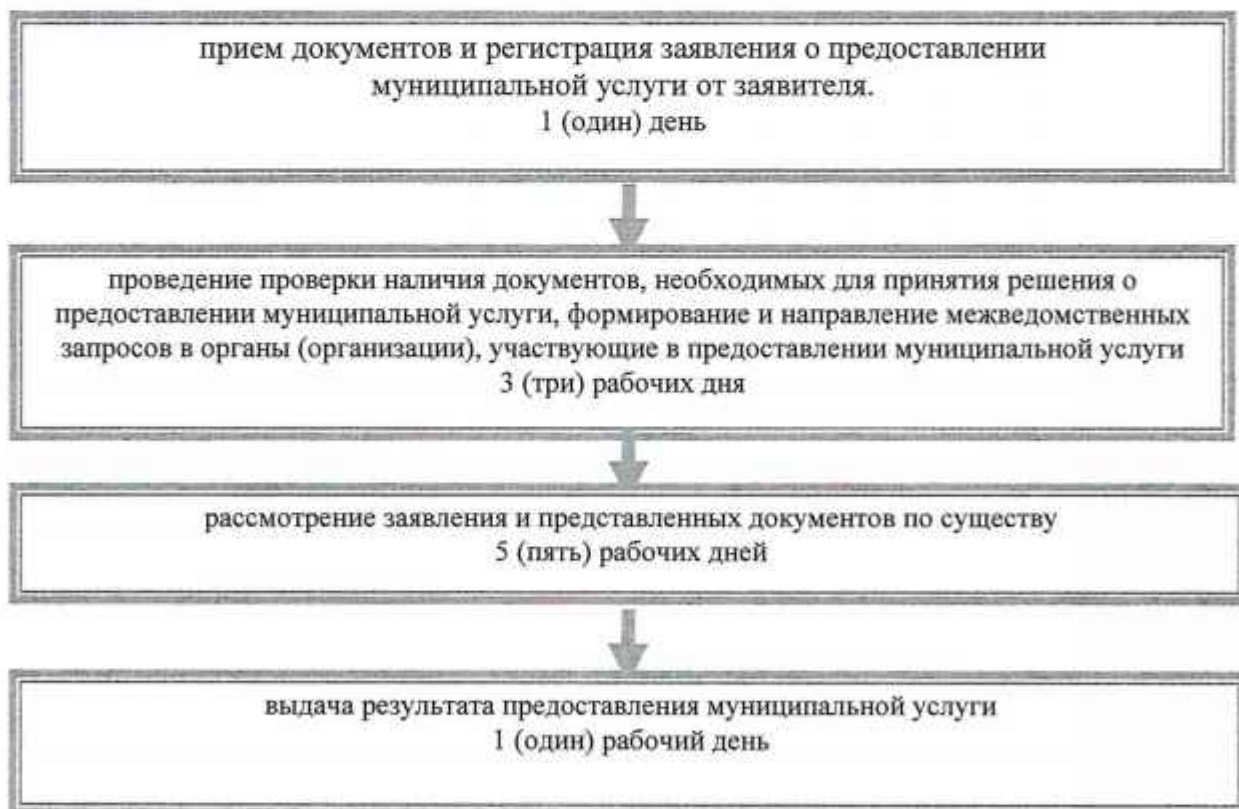 прием документов и регистрация заявления о предоставлении
муниципальной услуги от заявителя.
1 (один) день
проведение проверки наличия документов, необходимых для принятия решения о
предоставлении муниципальной услуги, формирование и направление межведомственных
запросов в органы (организации), участвующие в предоставлении муниципальной услуги
3 (три) рабочих дня
рассмотрение заявления и представленных документов по существу
5 (пять) рабочих дней
выдача результата предоставления муниципальной услуги
1 (один) рабочий день